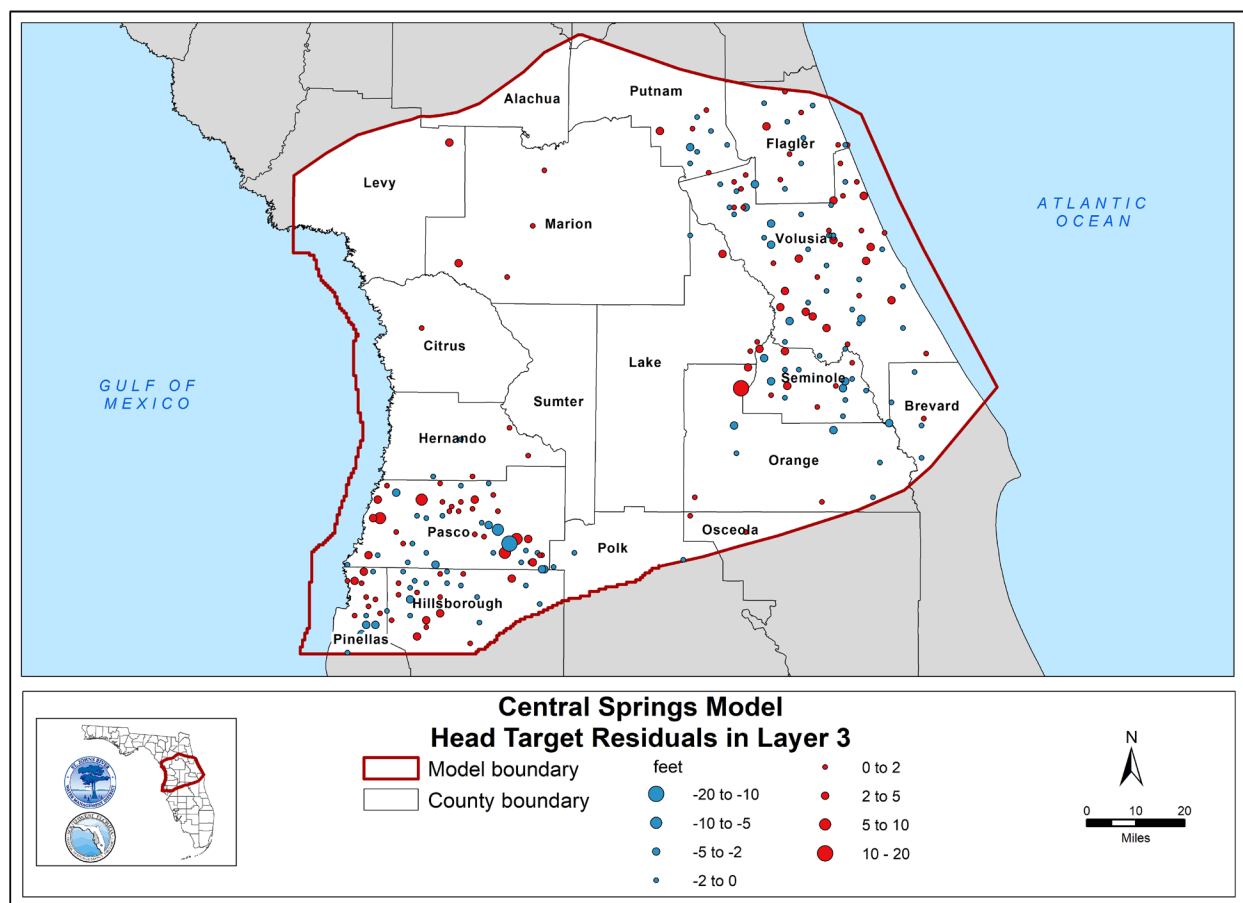 Alachua
Putnam
Flagler
Levy
Marion
Volusia
ATLANTIC
OCEAN
Citrus
Lake
GULF OF
MEXICO
Seminole
Sumter
Brevard
Hernando
Orange
Pasco
Osceola
Polk
Hillsborough
Pinellas
Central Springs Model
Head Target Residuals in Layer 3
Model boundary
County boundary
feet
-20 to -10
-10 to -5
-5 to -2
-2 to 0
0 to 2
2 to 5
5 to 10
10 - 20
N
0 5 10 20
Miles